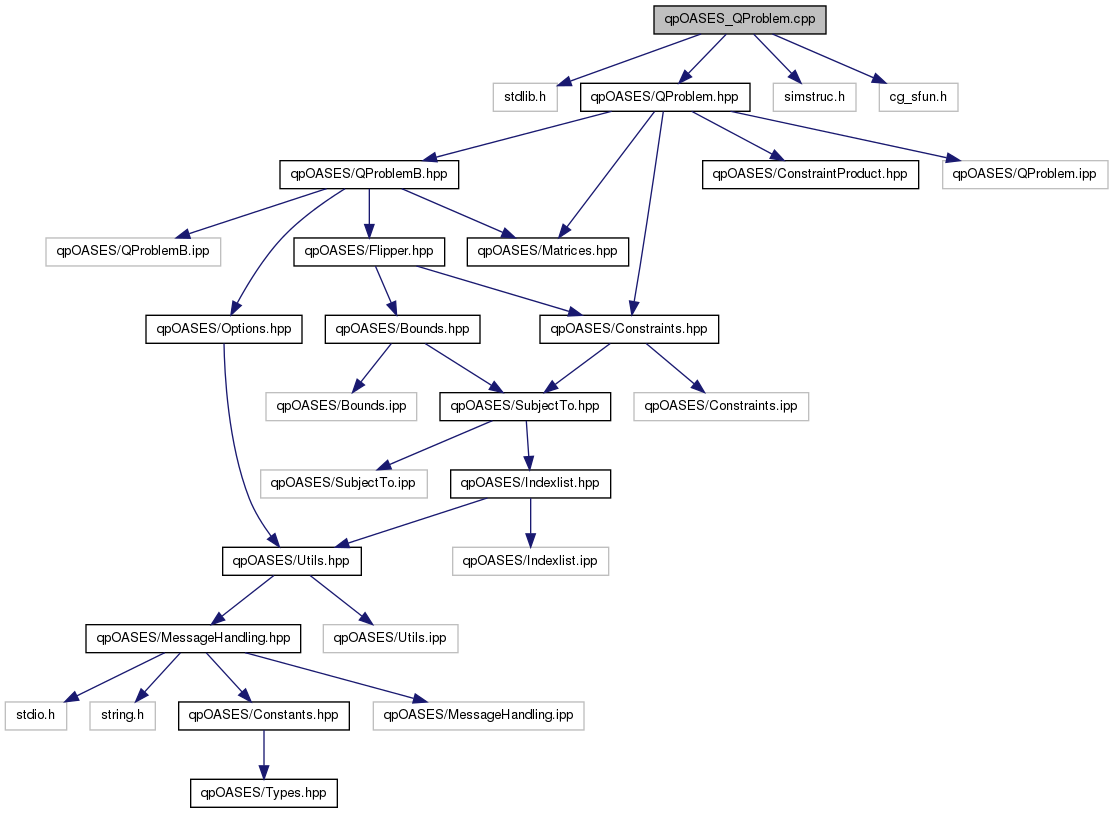 qpOASES_QProblem.cpp
stdlib.h
qpOASES/QProblem.hpp
simstruc.h
cg_sfun.h
qpOASES/QProblemB.hpp
qpOASES/ConstraintProduct.hpp
qpOASES/QProblem.ipp
qpOASES/QProblemB.ipp
qpOASES/Flipper.hpp
qpOASES/Matrices.hpp
qpOASES/Options.hpp
qpOASES/Bounds.hpp
qpOASES/Constraints.hpp
qpOASES/Bounds.ipp
qpOASES/SubjectTo.hpp
qpOASES/Constraints.ipp
qpOASES/SubjectTo.ipp
qpOASES/Indexlist.hpp
qpOASES/Utils.hpp
qpOASES/Indexlist.ipp
qpOASES/MessageHandling.hpp
qpOASES/Utils.ipp
stdio.h
string.h
qpOASES/Constants.hpp
qpOASES/MessageHandling.ipp
qpOASES/Types.hpp